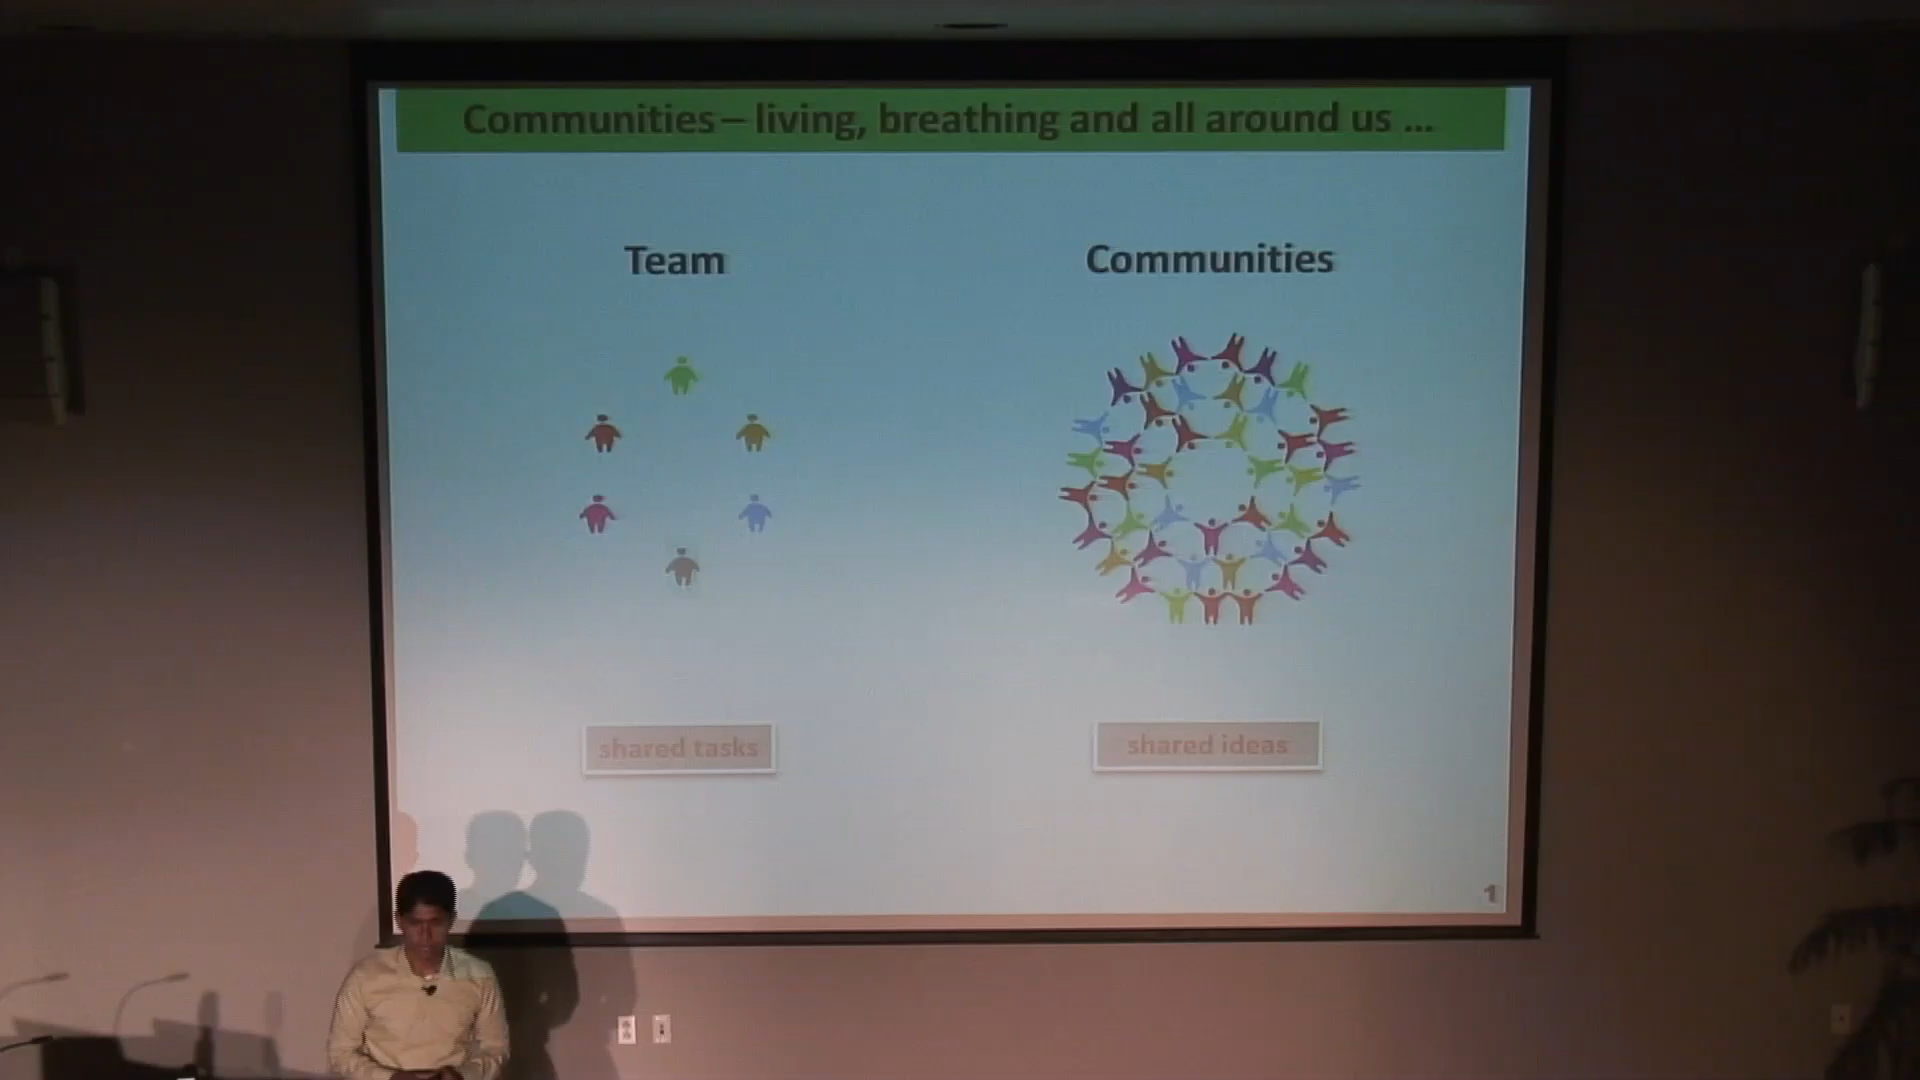 Communities – living, breathing and all around us ...
Team
Communities
shared tasks
shared ideas
1